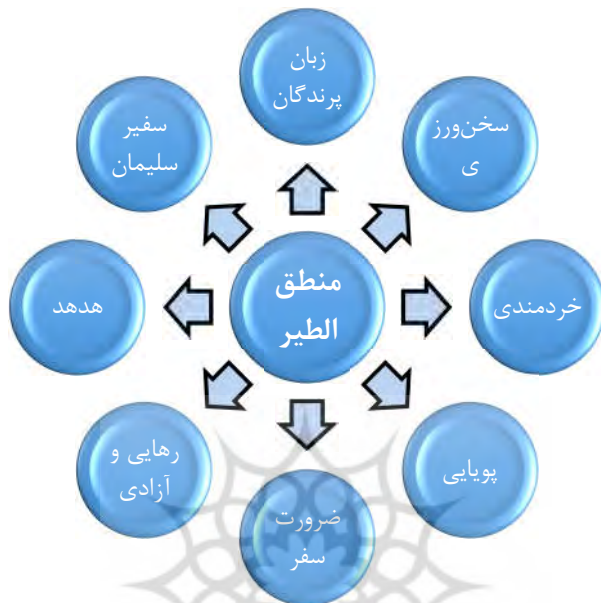 زبان
پرندگان
سخن‌ورز
ی
خردمندی
پویایی
ضرورت
سفر
رهایی و
آزادی
هدهد
سفیر
سلیمان
منطق
الطیر